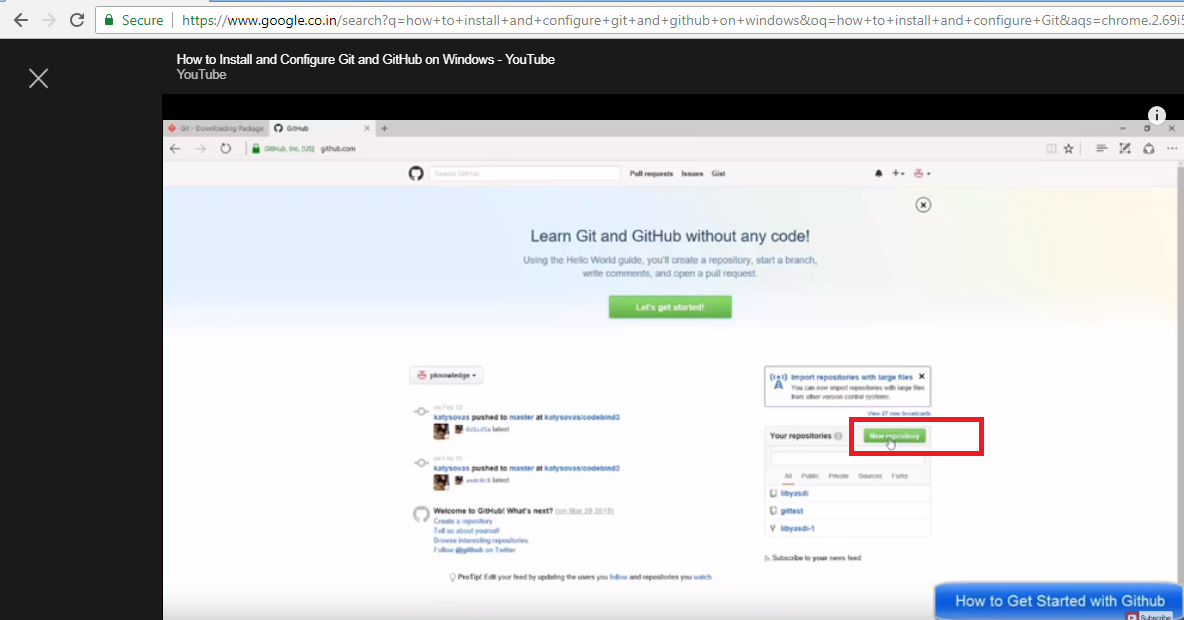 Secure https://www.google.co.in/search?q=how+to+install+and+configure+git+and+github+on+windows&oq=how+to+install+and+configure+Git&aqs=chrome.2.69i5
How to Install and Configure Git and GitHub on Windows - YouTube
YouTube
Git - Downloading Package
GitHub
GitHub, Inc. [US] github.com
Search GitHub
Pull requests Issues Gist
Learn Git and GitHub without any code!
Using the Hello World guide, you'll create a repository, start a branch,
write comments, and open a pull request.
Let's get started!
pknowledge
Import repositories with large files
You can now import repositories with large files
from other version control systems.
View 27 new broadcasts
katysovas pushed to master at katysovas/codebind3
latest
Your repositories
New repository
All Public Private Sources Forks
katysovas pushed to master at katysovas/codebind2
latest
libyasdi
gittest
libyasdi-1
Welcome to GitHub! What's next?
Create a repository
Tell us about yourself
Browse interesting repositories
Follow @github on Twitter
Subscribe to your news feed
ProTip! Edit your feed by updating the users you follow and repositories you watch
How to Get Started with Github
Subscribe